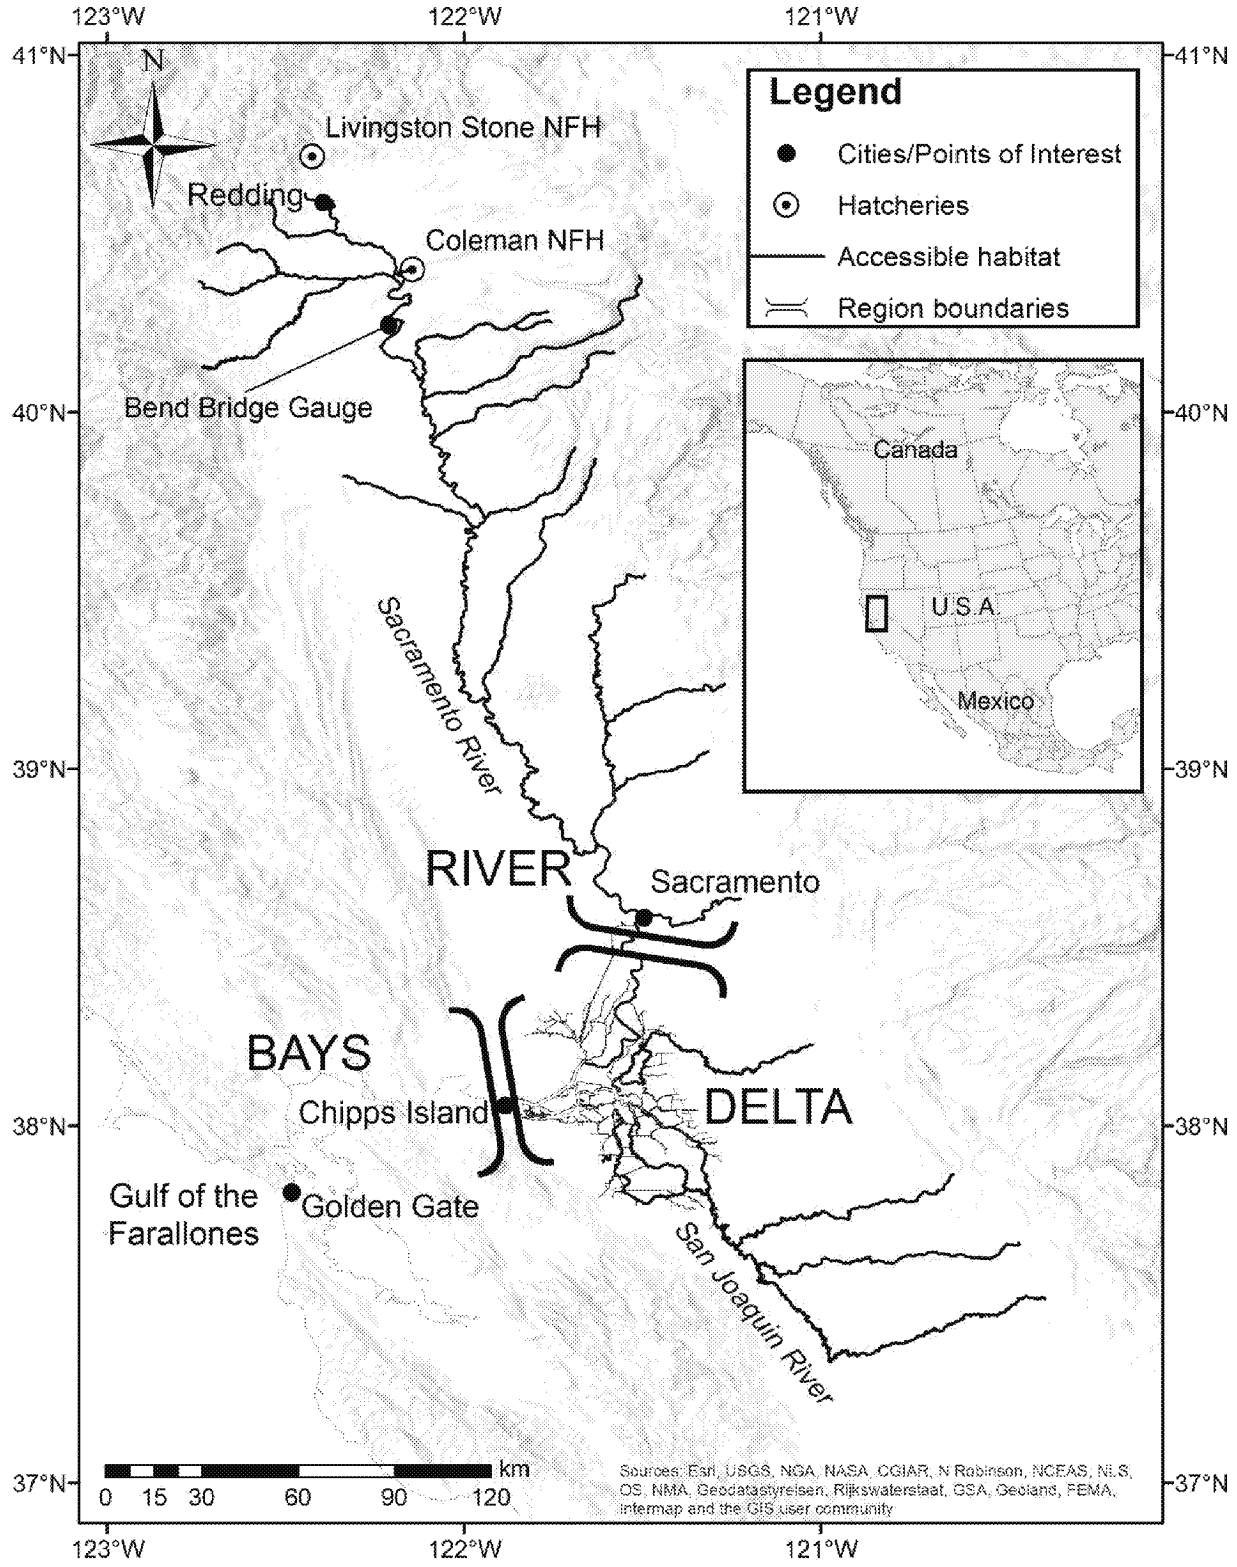 123°W 122°W 121°W
41°N 41°N
N
Legend
Cities/Points of Interest
Hatcheries
Accessible habitat
Region boundaries
Livingston Stone NFH
Redding
Coleman NFH
Bend Bridge Gauge
40°N 40°N
Canada
U.S.A.
Mexico
Sacramento River
39°N 39°N
RIVER
Sacramento
BAYS
DELTA
Chipps Island
38°N 38°N
Gulf of the
Farallones
Golden Gate
San Joaquin River
km
0 15 30 60 90 120
Sources: Esri, USGS, NGA, NASA, CGIAR, N Robinson, NCEAS, NLS,
OS, NMA, Geodatastyrelsen, Rijkswaterstaat, GSA, Geoland, FEMA,
Intermap and the GIS user community
37°N 37°N
123°W 122°W 121°W